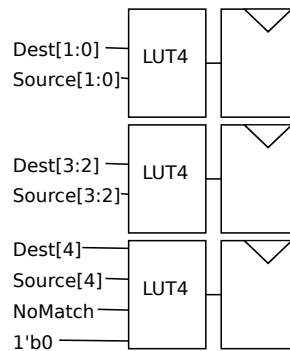 Dest[1:0]
Source[1:0]
LUT4
Dest[3:2]
Source[3:2]
LUT4
Dest[4]
Source[4]
NoMatch
1'b0
LUT4